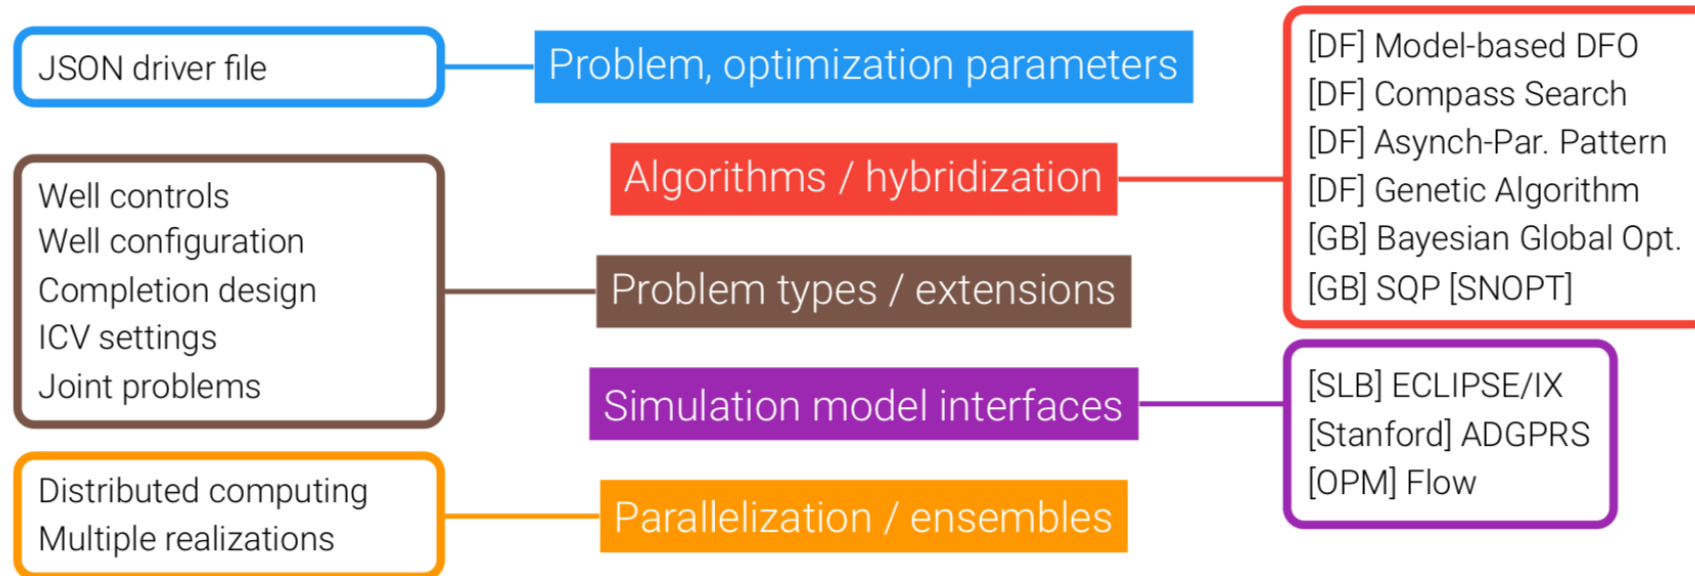 JSON driver file
Problem, optimization parameters
Well controls
Well configuration
Completion design
ICV settings
Joint problems
Algorithms / hybridization
Problem types / extensions
Simulation model interfaces
Distributed computing
Multiple realizations
Parallelization / ensembles
[DF] Model-based DFO
[DF] Compass Search
[DF] Asynch-Par. Pattern
[DF] Genetic Algorithm
[GB] Bayesian Global Opt.
[GB] SQP [SNOPT]
[SLB] ECLIPSE/IX
[Stanford] ADGPRS
[OPM] Flow